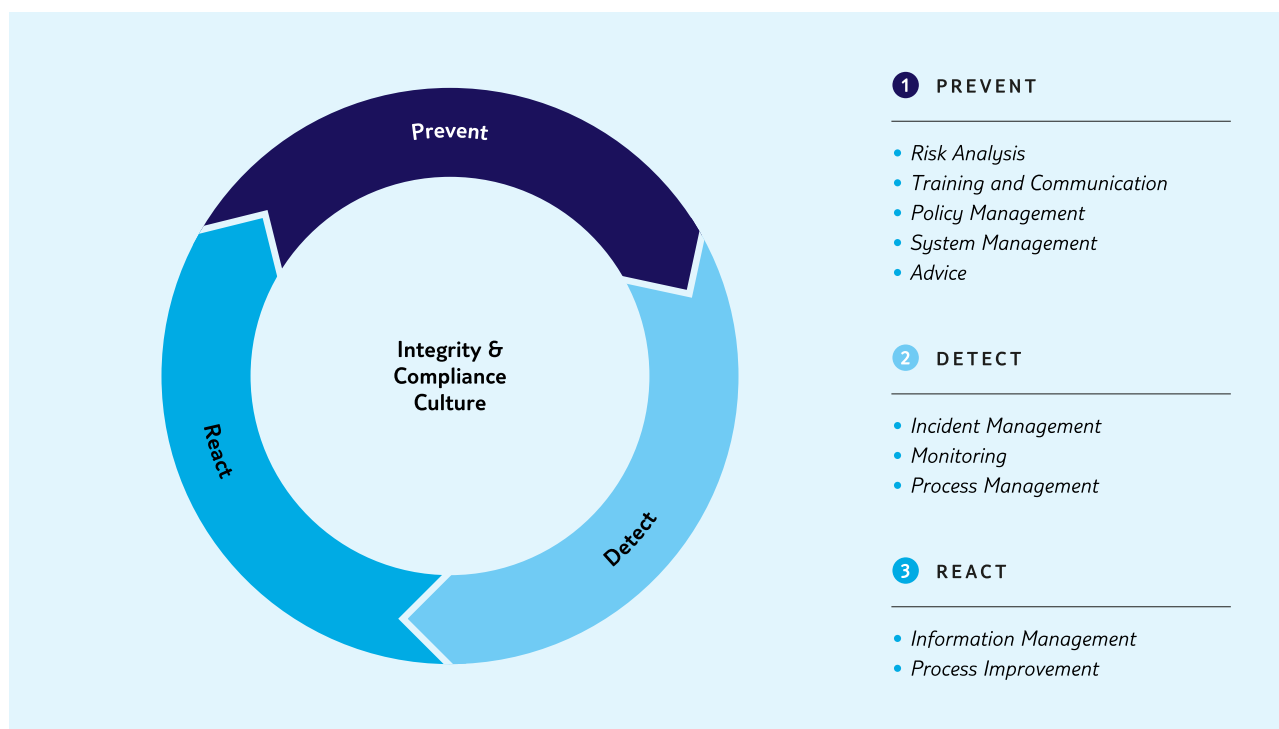 Prevent
React
Detect
Integrity &
Compliance
Culture
1 PREVENT
• Risk Analysis
• Training and Communication
• Policy Management
• System Management
• Advice
2 DETECT
• Incident Management
• Monitoring
• Process Management
3 REACT
• Information Management
• Process Improvement